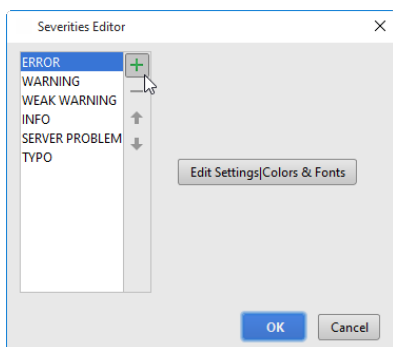 Severities Editor
ERROR
WARNING
WEAK WARNING
INFO
SERVER PROBLEM
TYPO
Edit Settings|Colors & Fonts
OK
Cancel